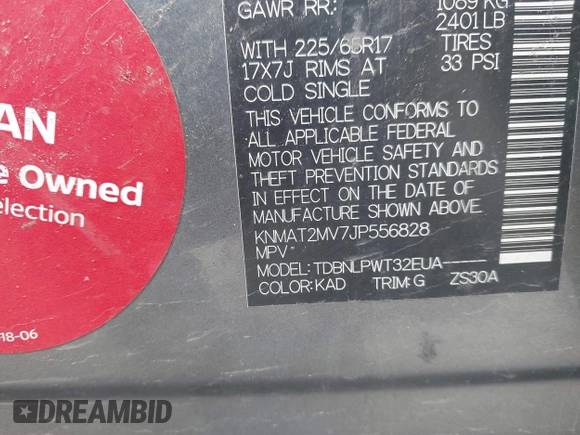 GAWR RR: 1089 KG
2401 LB
WITH 225/65R17 TIRES
17X7J RIMS AT 33 PSI
COLD SINGLE
THIS VEHICLE CONFORMS TO
ALL APPLICABLE FEDERAL
MOTOR VEHICLE SAFETY AND
THEFT PREVENTION STANDARDS
IN EFFECT ON THE DATE OF
MANUFACTURE SHOWN ABOVE.
KNMAT2MV7JP556828
MPV
MODEL: TDBNLPWT32EUA-----
COLOR:KAD TRIM:G ZS30A
AN
e Owned
election
18-06
DREAMBID